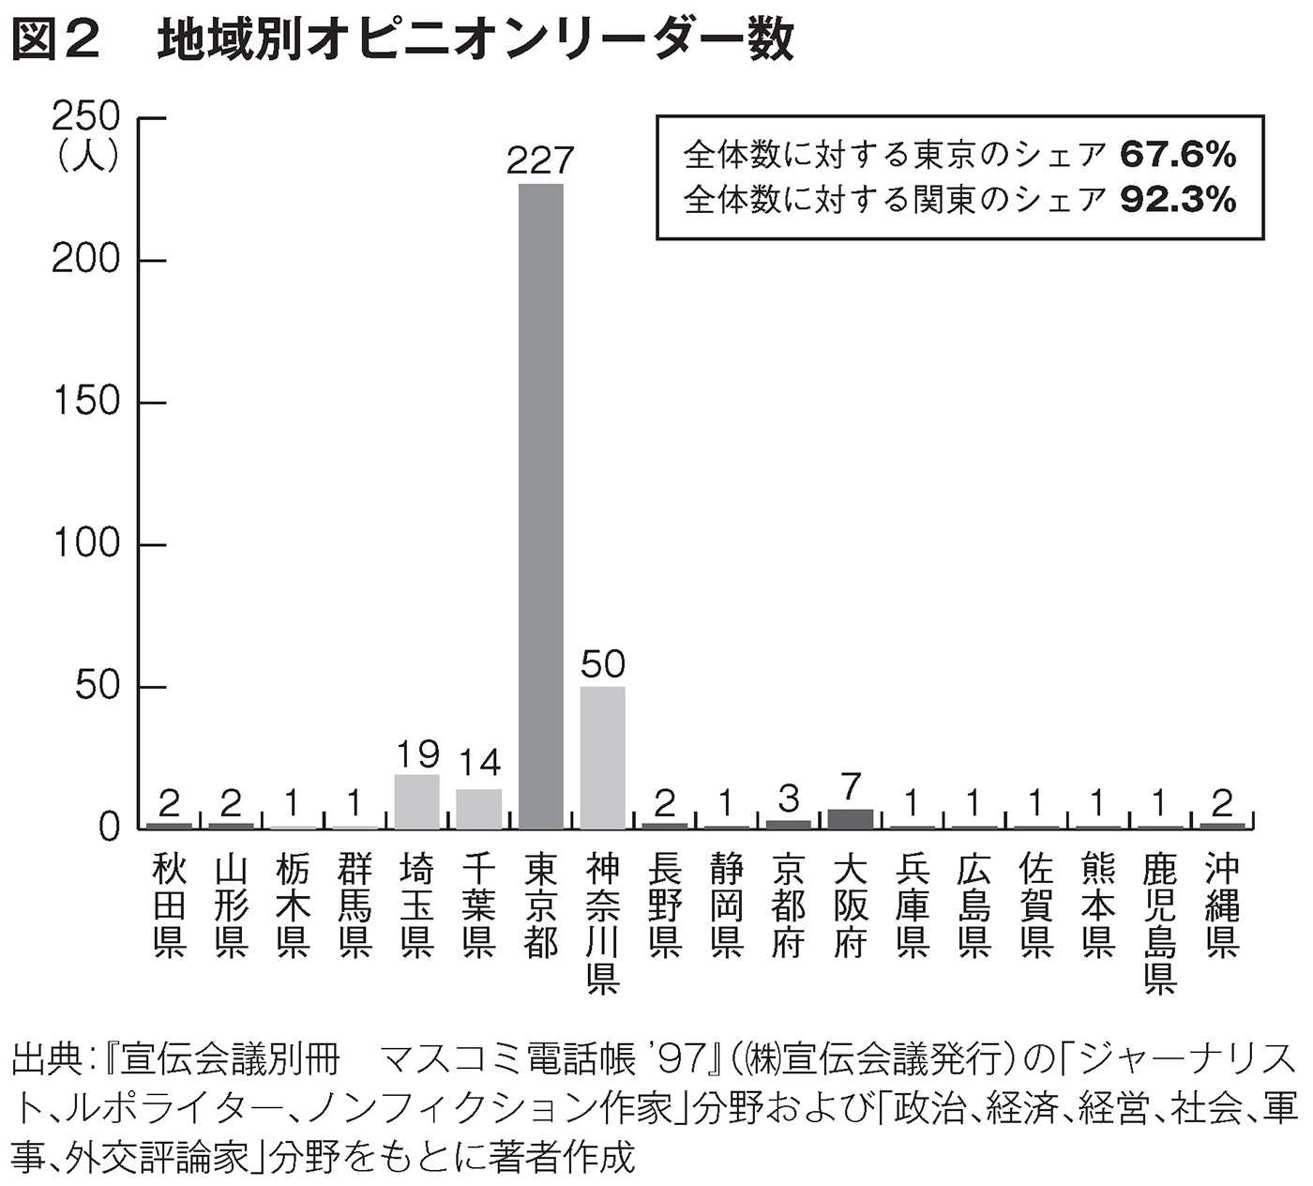 図2　地域別オピニオンリーダー数
全体数に対する東京のシェア 67.6%
全体数に対する関東のシェア 92.3%
250
(人)
200
150
100
50
0
2
2
1
1
19
14
227
50
2
1
3
7
1
1
1
1
1
2
秋田県
山形県
栃木県
群馬県
埼玉県
千葉県
東京都
神奈川県
長野県
静岡県
京都府
大阪府
兵庫県
広島県
佐賀県
熊本県
鹿児島県
沖縄県
出典：『宣伝会議別冊　マスコミ電話帳 ’97』（㈱宣伝会議発行）の「ジャーナリス
ト、ルポライター、ノンフィクション作家」分野および「政治、経済、経営、社会、軍
事、外交評論家」分野をもとに著者作成